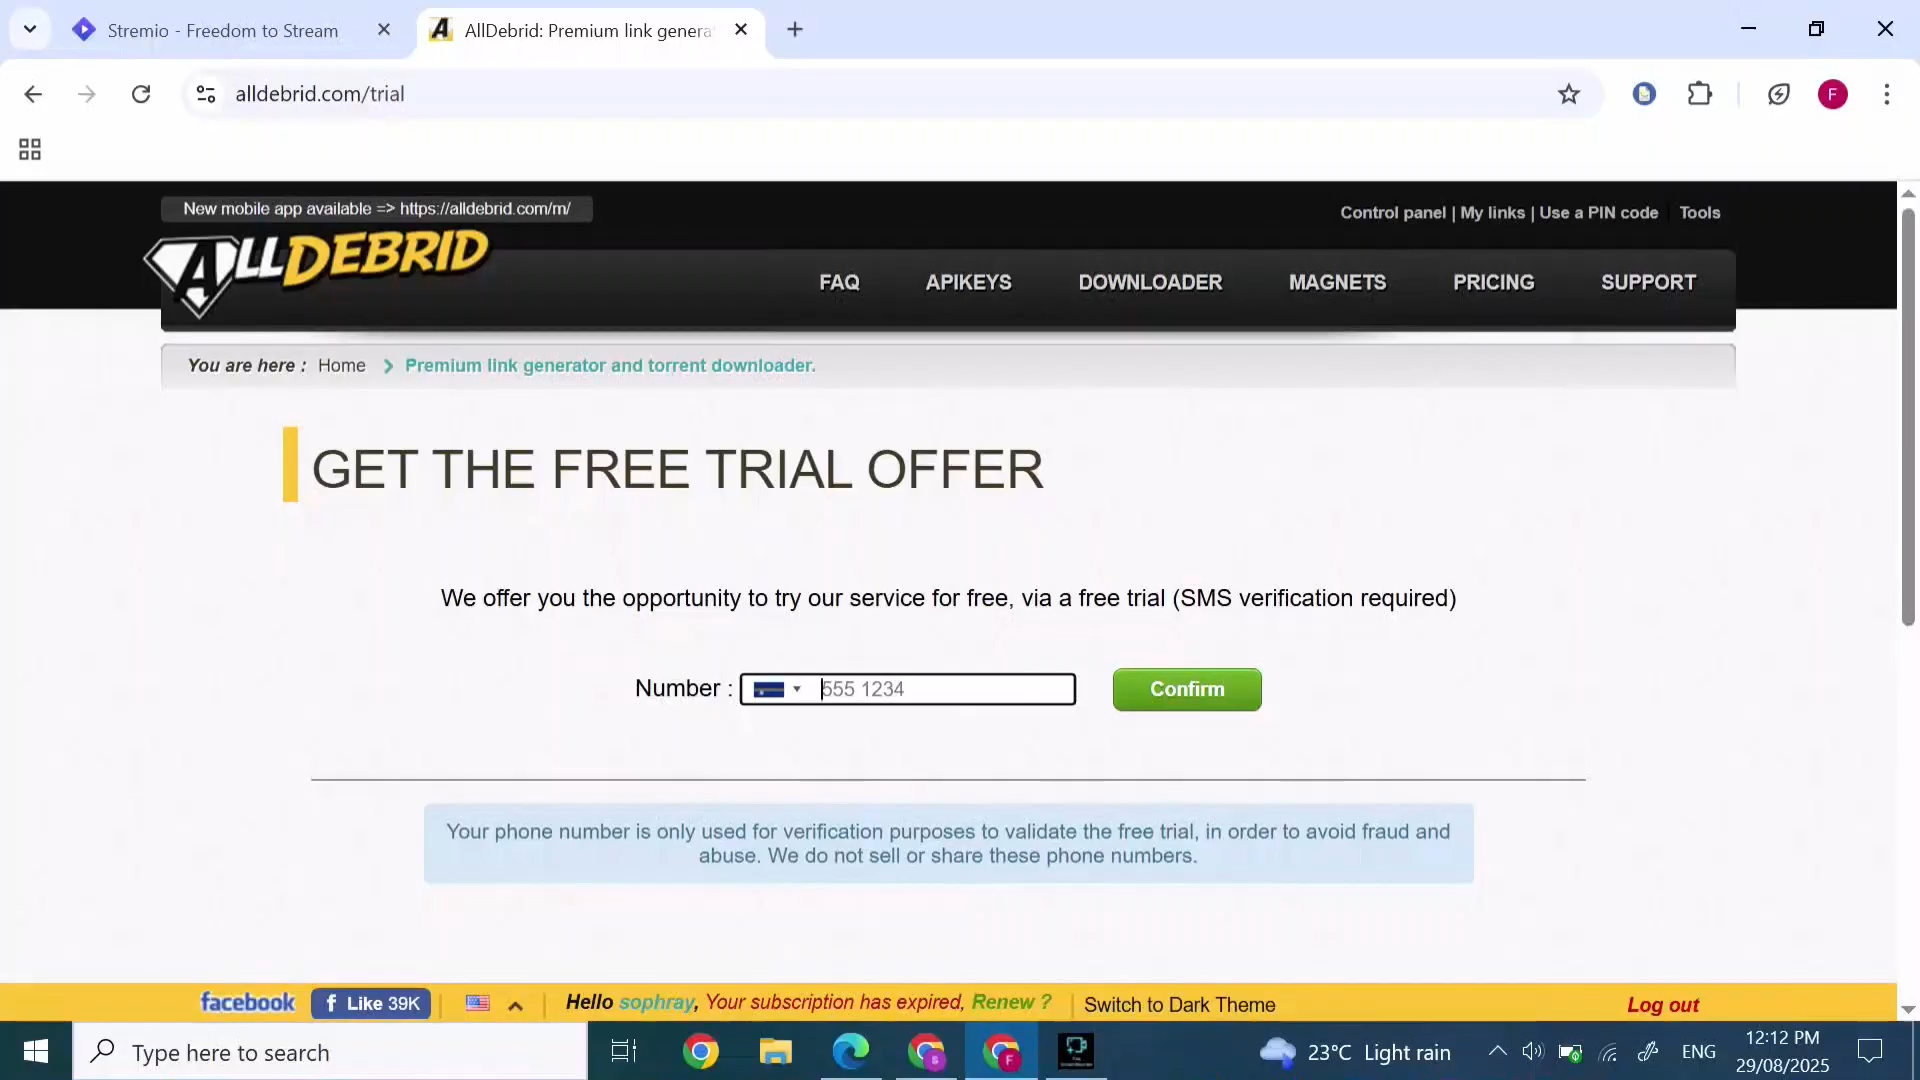 Stremio - Freedom to Stream
AllDebrid: Premium link genera
alldebrid.com/trial
F
New mobile app available => https://alldebrid.com/m/
Control panel | My links | Use a PIN code Tools
ALLDEBRID
FAQ APIKEYS DOWNLOADER MAGNETS PRICING SUPPORT
You are here : Home > Premium link generator and torrent downloader.
GET THE FREE TRIAL OFFER
We offer you the opportunity to try our service for free, via a free trial (SMS verification required)
Number : 555 1234 Confirm
Your phone number is only used for verification purposes to validate the free trial, in order to avoid fraud and
abuse. We do not sell or share these phone numbers.
facebook f Like 39K Hello sophray, Your subscription has expired, Renew ? Switch to Dark Theme Log out
Type here to search
23°C Light rain
ENG
12:12 PM
29/08/2025